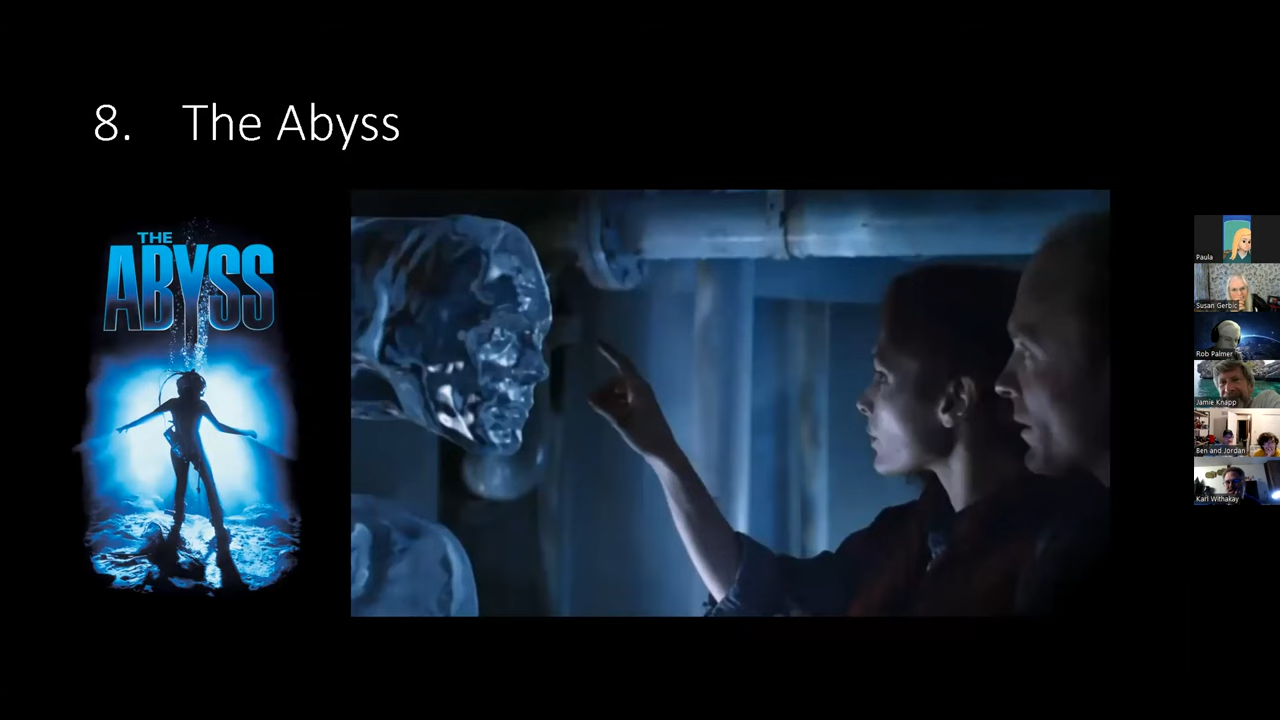 8. The Abyss
THE
ABYSS
Paula
Susan Gerbic
Rob Palmer
Jamie Knapp
Ben and Jordan
Karl Withakay